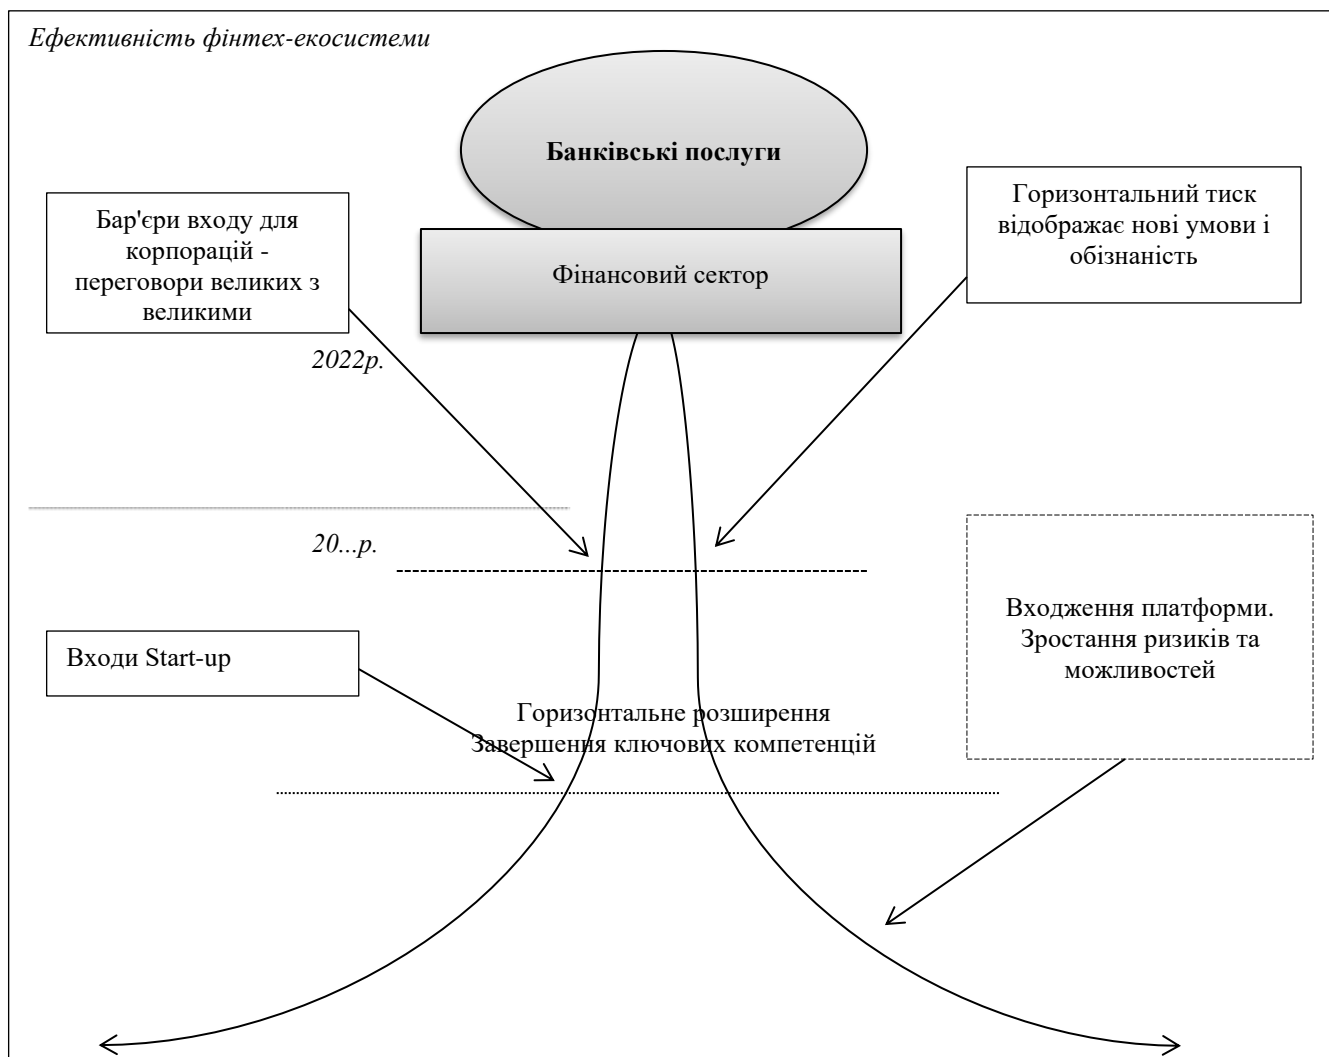 Ефективність фінтех-екосистеми
Банківські послуги
Фінансовий сектор
Бар'єри входу для
корпорацій -
переговори великих з
великими
Горизонтальний тиск
відображає нові умови і
обізнаність
2022р.
20...р.
Входження платформи.
Зростання ризиків та
можливостей
Входи Start-up
Горизонтальне розширення
Завершення ключових компетенцій